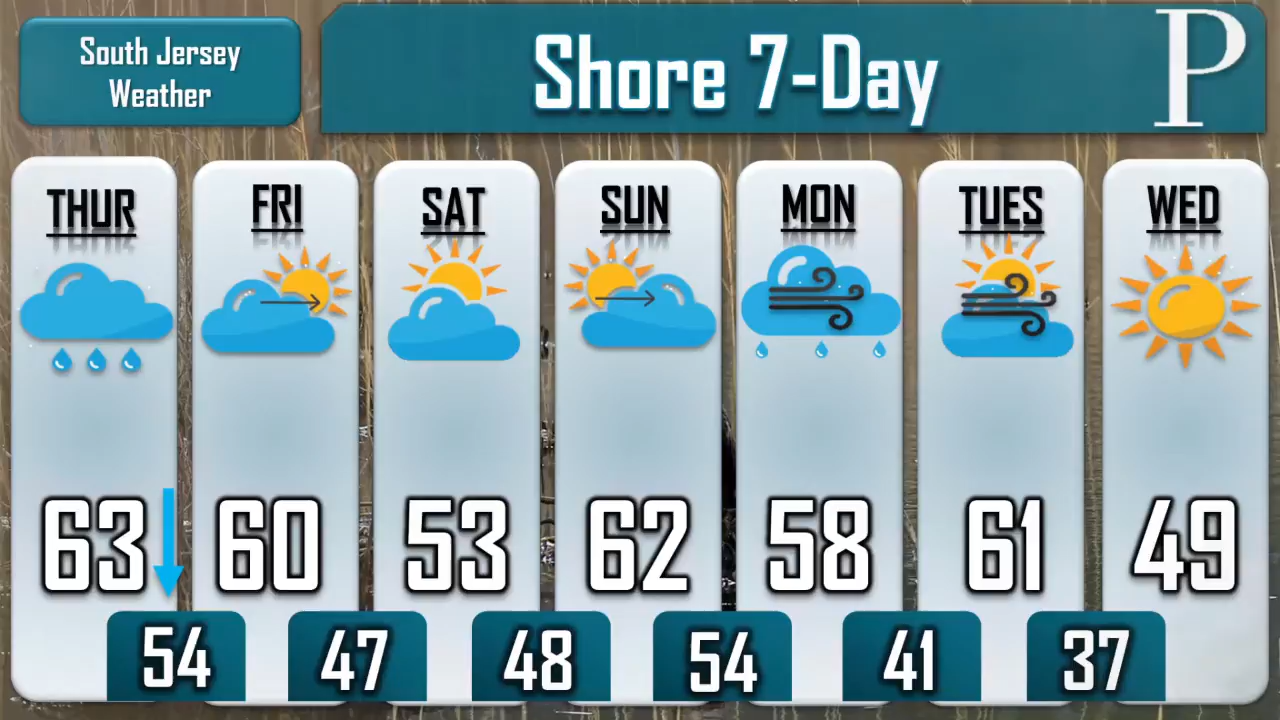 South Jersey
Weather
Shore 7-Day
P
THUR FRI SAT SUN MON TUES WED
63 60 53 62 58 61 49
54 47 48 54 41 37